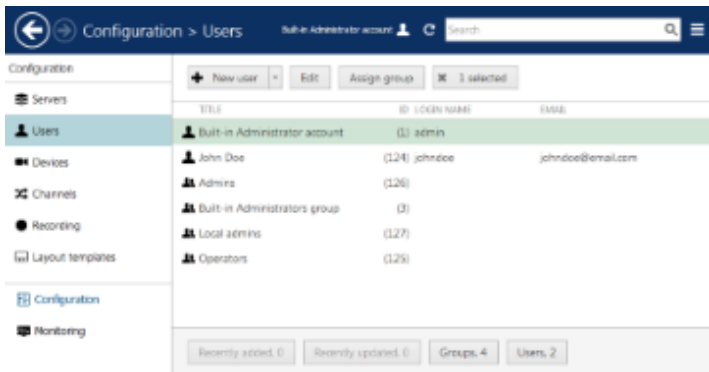 Configuration > Users
Built-in Administrator account
Search
Configuration
Servers
Users
Devices
Channels
Recording
Layout templates
Configuration
Monitoring
New user
Edit
Assign group
1 selected
TITLE ID LOGIN NAME EMAIL
Built-in Administrator account (1) admin
John Doe (124) johndoe johndoe@email.com
Admins (126)
Built-in Administrators group (3)
Local admins (127)
Operators (125)
Recently added. 0
Recently updated. 0
Groups. 4
Users. 2